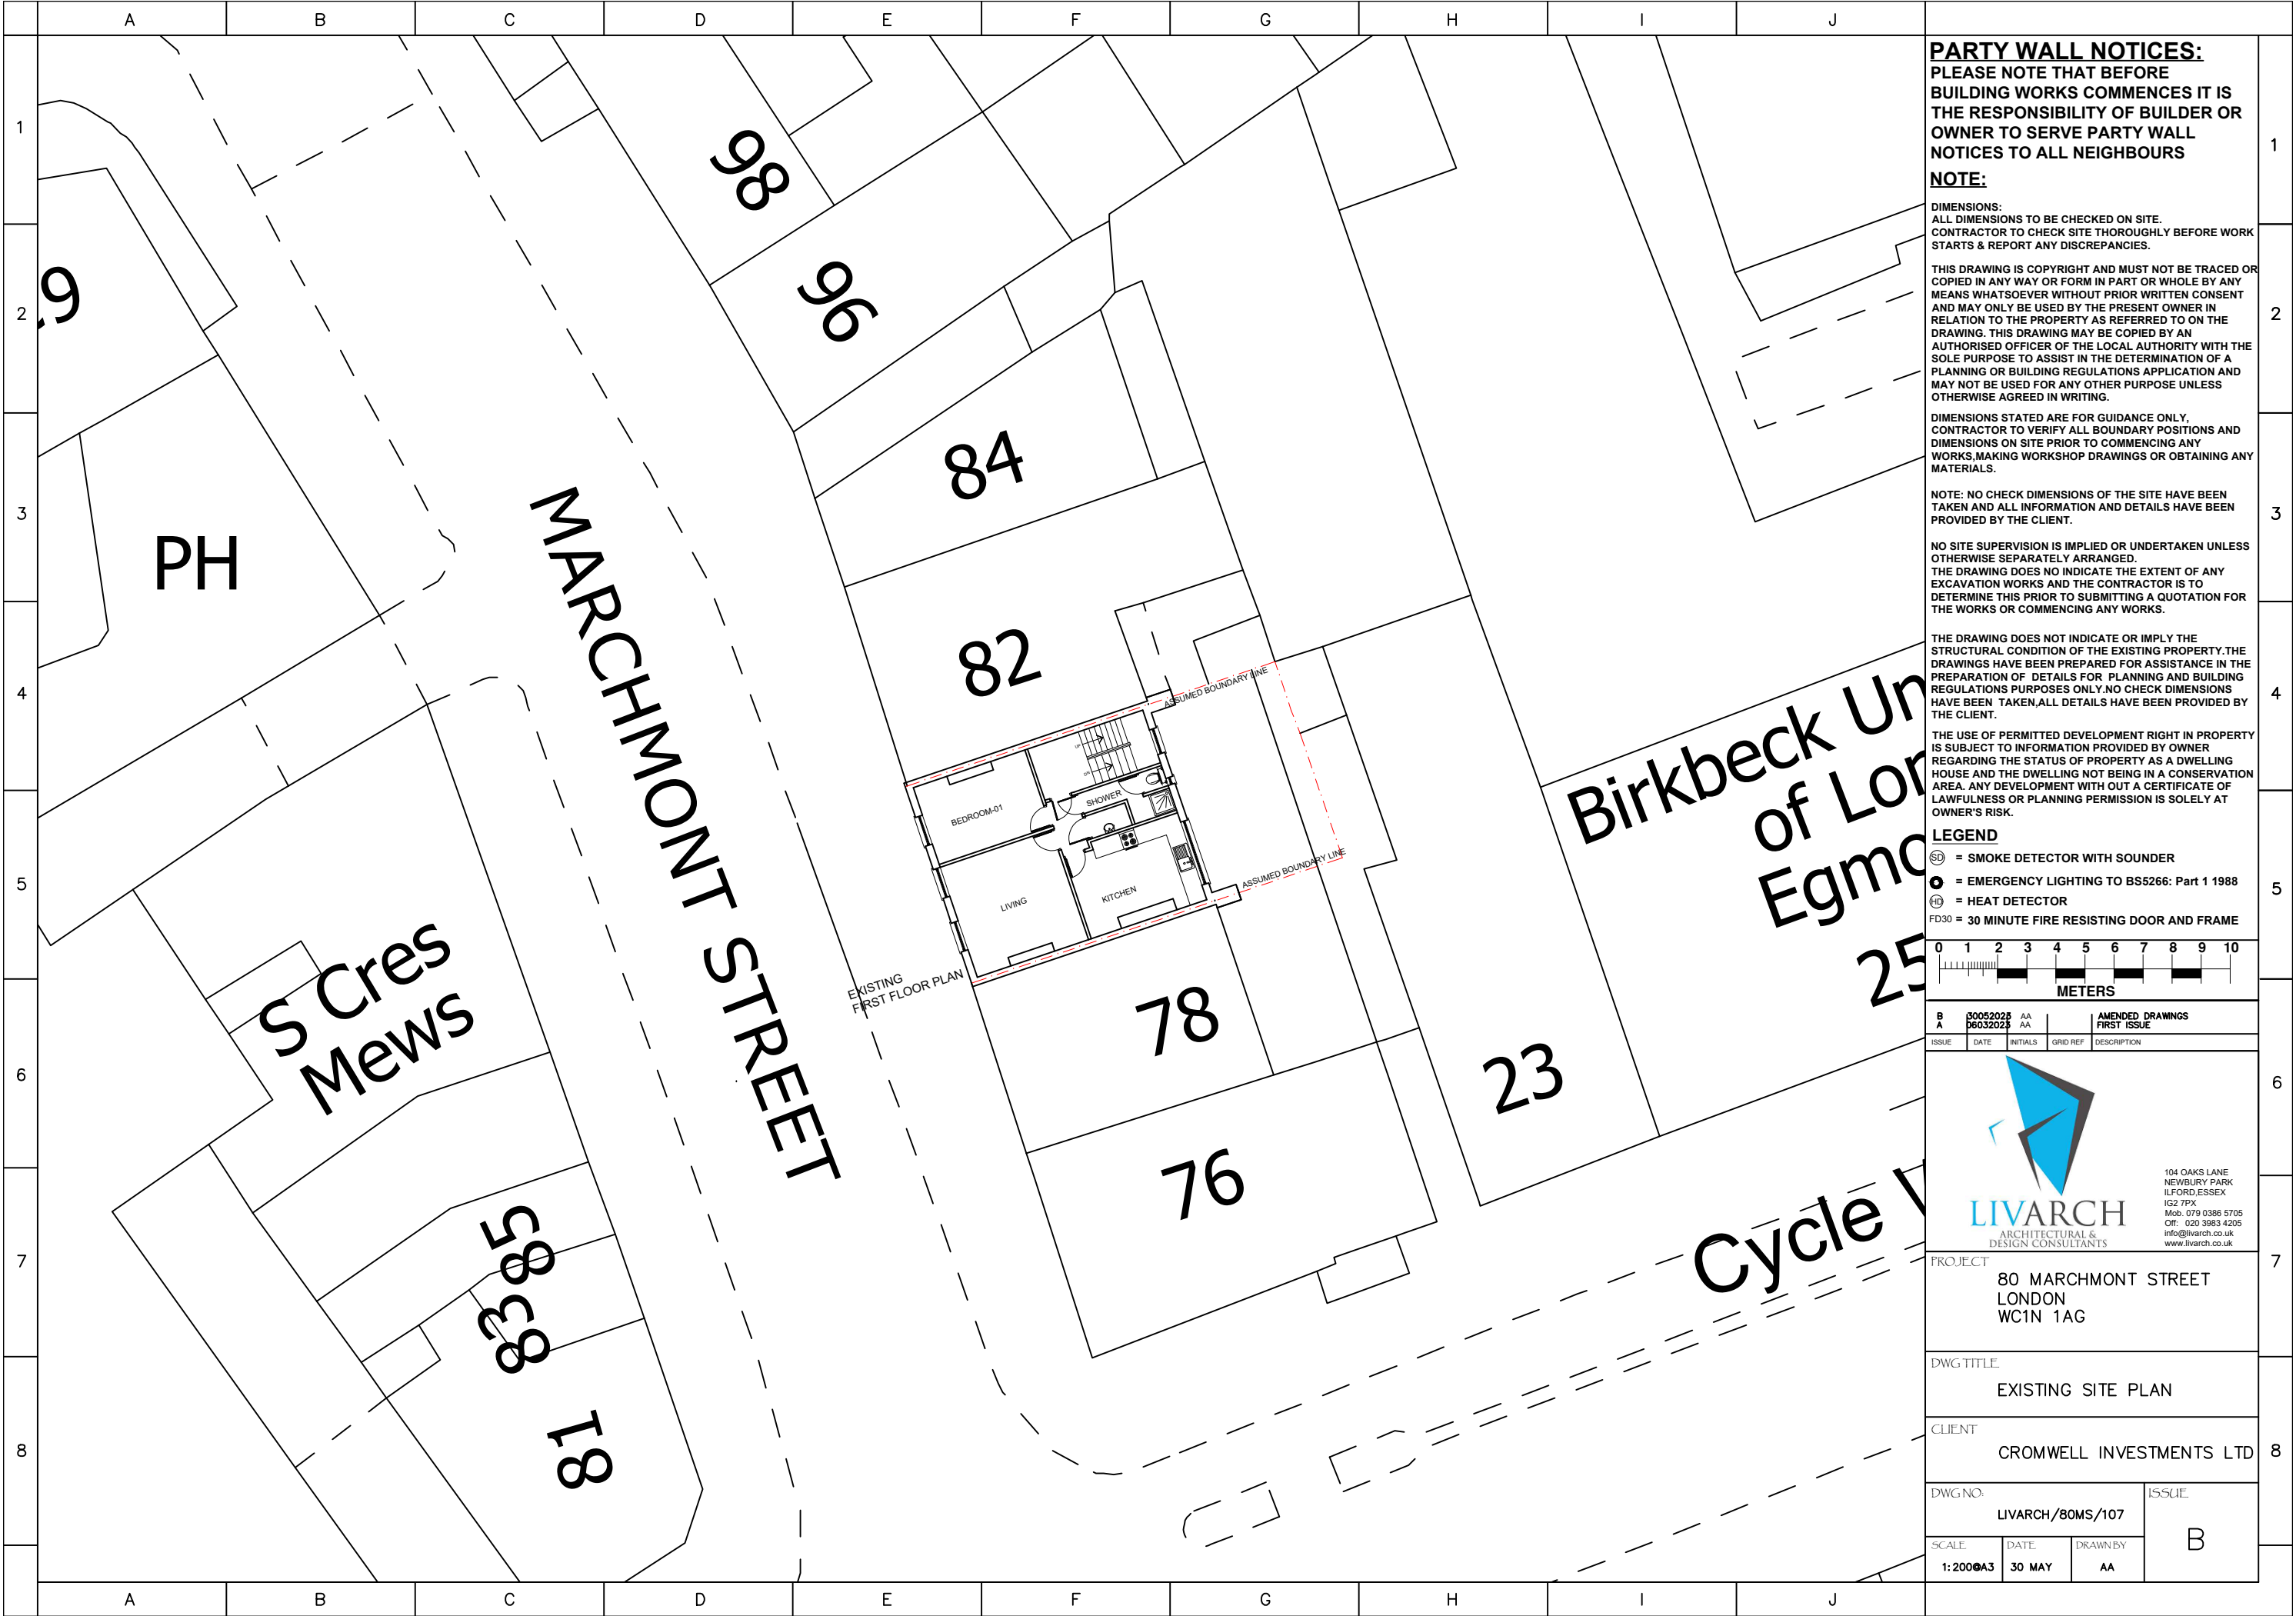 A B C D E F G H I J
1
2
3
4
5
6
7
8
98
96
84
82
78
76
23
PH
MARCHMONT STREET
S Cres
Mews
85
83
81
Birkbeck Un
of Lon
Egmo
25
Cycle
BEDROOM-01
LIVING
KITCHEN
SHOWER
UP
DN
ASSUMED BOUNDARY LINE
ASSUMED BOUNDARY LINE
EXISTING
FIRST FLOOR PLAN
A B C D E F G H I J
PARTY WALL NOTICES:
PLEASE NOTE THAT BEFORE
BUILDING WORKS COMMENCES IT IS
THE RESPONSIBILITY OF BUILDER OR
OWNER TO SERVE PARTY WALL
NOTICES TO ALL NEIGHBOURS
NOTE:
DIMENSIONS:
ALL DIMENSIONS TO BE CHECKED ON SITE.
CONTRACTOR TO CHECK SITE THOROUGHLY BEFORE WORK
STARTS & REPORT ANY DISCREPANCIES.
THIS DRAWING IS COPYRIGHT AND MUST NOT BE TRACED OR
COPIED IN ANY WAY OR FORM IN PART OR WHOLE BY ANY
MEANS WHATSOEVER WITHOUT PRIOR WRITTEN CONSENT
AND MAY ONLY BE USED BY THE PRESENT OWNER IN
RELATION TO THE PROPERTY AS REFERRED TO ON THE
DRAWING. THIS DRAWING MAY BE COPIED BY AN
AUTHORISED OFFICER OF THE LOCAL AUTHORITY WITH THE
SOLE PURPOSE TO ASSIST IN THE DETERMINATION OF A
PLANNING OR BUILDING REGULATIONS APPLICATION AND
MAY NOT BE USED FOR ANY OTHER PURPOSE UNLESS
OTHERWISE AGREED IN WRITING.
DIMENSIONS STATED ARE FOR GUIDANCE ONLY,
CONTRACTOR TO VERIFY ALL BOUNDARY POSITIONS AND
DIMENSIONS ON SITE PRIOR TO COMMENCING ANY
WORKS,MAKING WORKSHOP DRAWINGS OR OBTAINING ANY
MATERIALS.
NOTE: NO CHECK DIMENSIONS OF THE SITE HAVE BEEN
TAKEN AND ALL INFORMATION AND DETAILS HAVE BEEN
PROVIDED BY THE CLIENT.
NO SITE SUPERVISION IS IMPLIED OR UNDERTAKEN UNLESS
OTHERWISE SEPARATELY ARRANGED.
THE DRAWING DOES NO INDICATE THE EXTENT OF ANY
EXCAVATION WORKS AND THE CONTRACTOR IS TO
DETERMINE THIS PRIOR TO SUBMITTING A QUOTATION FOR
THE WORKS OR COMMENCING ANY WORKS.
THE DRAWING DOES NOT INDICATE OR IMPLY THE
STRUCTURAL CONDITION OF THE EXISTING PROPERTY.THE
DRAWINGS HAVE BEEN PREPARED FOR ASSISTANCE IN THE
PREPARATION OF DETAILS FOR PLANNING AND BUILDING
REGULATIONS PURPOSES ONLY.NO CHECK DIMENSIONS
HAVE BEEN TAKEN,ALL DETAILS HAVE BEEN PROVIDED BY
THE CLIENT.
THE USE OF PERMITTED DEVELOPMENT RIGHT IN PROPERTY
IS SUBJECT TO INFORMATION PROVIDED BY OWNER
REGARDING THE STATUS OF PROPERTY AS A DWELLING
HOUSE AND THE DWELLING NOT BEING IN A CONSERVATION
AREA. ANY DEVELOPMENT WITH OUT A CERTIFICATE OF
LAWFULNESS OR PLANNING PERMISSION IS SOLELY AT
OWNER'S RISK.
LEGEND
SD = SMOKE DETECTOR WITH SOUNDER
= EMERGENCY LIGHTING TO BS5266: Part 1 1988
HD = HEAT DETECTOR
FD30 = 30 MINUTE FIRE RESISTING DOOR AND FRAME
0 1 2 3 4 5 6 7 8 9 10
METERS
B 30052023 AA AMENDED DRAWINGS
A 06032023 AA FIRST ISSUE
ISSUE DATE INITIALS GRID REF DESCRIPTION
LIVARCH
ARCHITECTURAL &
DESIGN CONSULTANTS
104 OAKS LANE
NEWBURY PARK
ILFORD,ESSEX
IG2 7PX
Mob. 079 0386 5705
Off: 020 3983 4205
info@livarch.co.uk
www.livarch.co.uk
PROJECT
80 MARCHMONT STREET
LONDON
WC1N 1AG
DWG TITLE
EXISTING SITE PLAN
CLIENT
CROMWELL INVESTMENTS LTD
DWG NO:
LIVARCH/80MS/107
ISSUE
B
SCALE
1:200@A3
DATE
30 MAY
DRAWN BY
AA
1
2
3
4
5
6
7
8